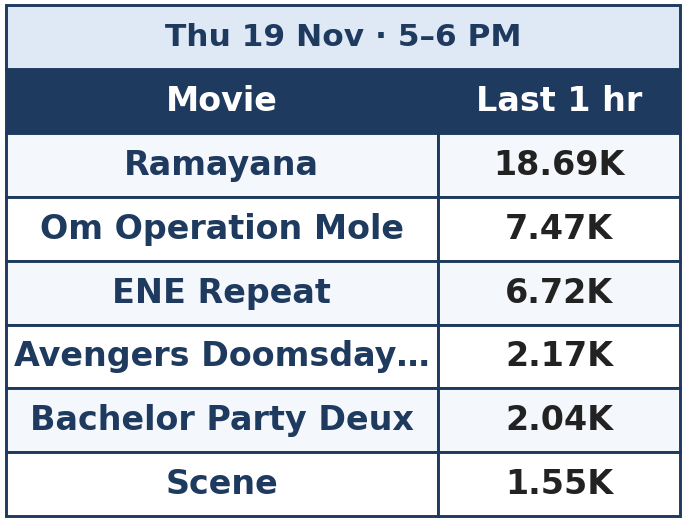 Thu 19 Nov · 5–6 PM
Movie Last 1 hr
Ramayana 18.69K
Om Operation Mole 7.47K
ENE Repeat 6.72K
Avengers Doomsday... 2.17K
Bachelor Party Deux 2.04K
Scene 1.55K